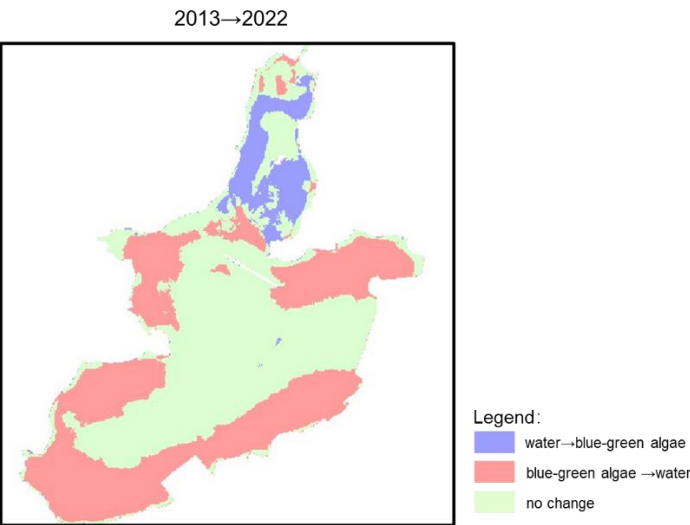 2013→2022
Legend:
water→blue-green algae
blue-green algae →water
no change